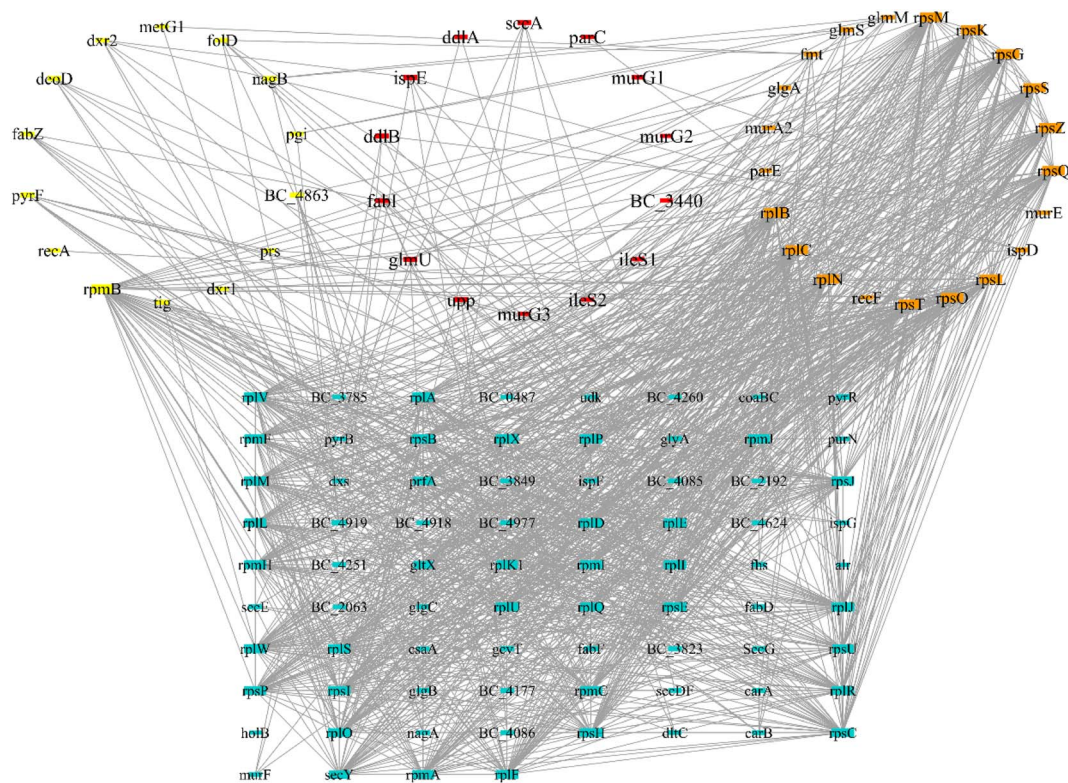 metG1
dxr2
folD
dcoD
nagB
fabZ
pgi
BC_4863
pyrF
recA
prs
rpmB
tig
dxr1
secA
ddlA
parC
ispE
murG1
ddlB
murG2
fabI
BC_3440
glmU
ileS1
upp
ileS2
murG3
glmM
rpsM
glmS
rpsK
fmt
rpsG
glgA
rpsS
murA2
rpsZ
parE
rpsQ
rplB
murE
rplC
ispD
rplN
rpsL
recF
rpsT
rpsO
rplV BC_3785 rplA BC_0487 udk BC_4260 coaBC pyrR
rpmF pyrB rpsB rplX rplP glyA rpmJ purN
rplM dxs prfA BC_3849 ispF BC_4085 BC_2192 rpsJ
rplL BC_4919 BC_4918 BC_4977 rplD rplE BC_4624 ispG
rpmH BC_4251 gltX rplK1 rpmI rplI fhs alr
secE BC_2063 glgC rplU rplQ rpsE fabD rplJ
rplW rplS csaA gcvT fabF BC_3823 SecG rpsU
rpsP rpsI glgB BC_4177 rpmC secDF carA rplR
holB rplO nagA BC_4086 rpsH dltC carB rpsC
murF secY rpmA rplF